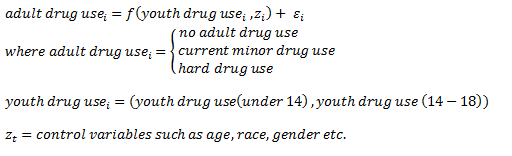 adult drug use_i = f(youth drug use_i ,z_i) + ε_i
where adult drug use_i = { no adult drug use
current minor drug use
hard drug use
youth drug use_i = (youth drug use(under 14) ,youth drug use (14 − 18))
z_t = control variables such as age, race, gender etc.